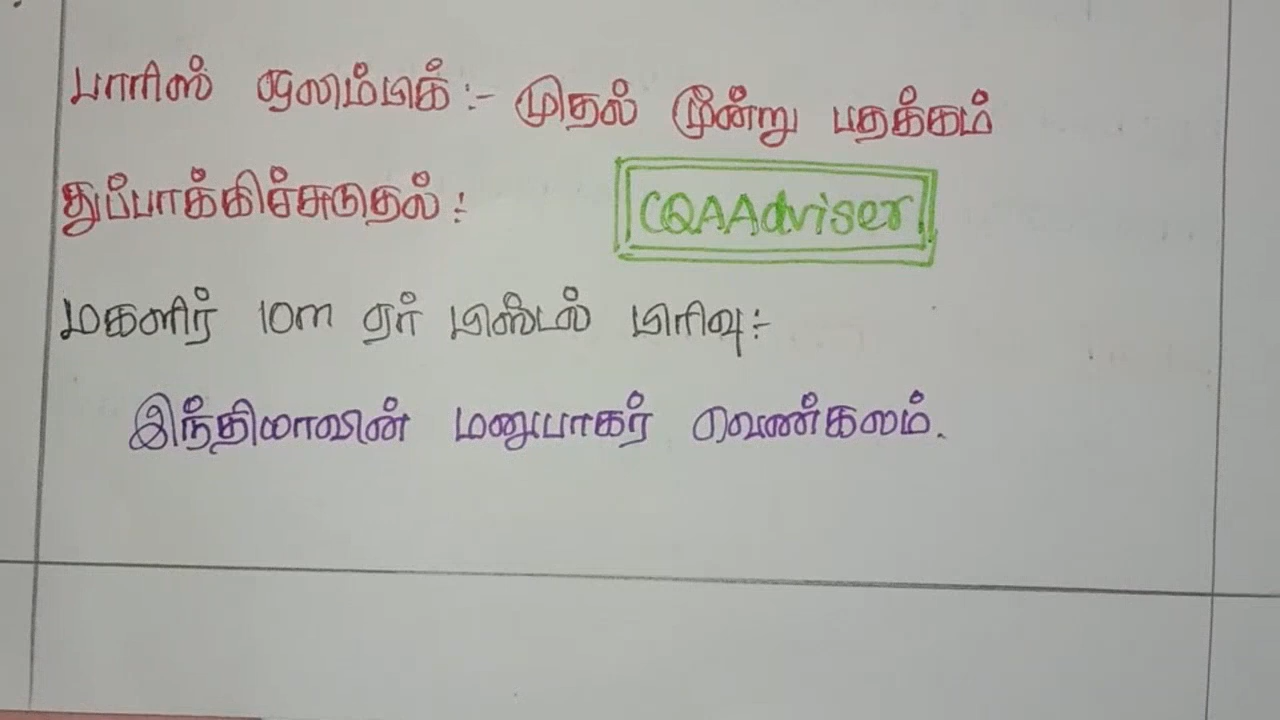 பாரிஸ் ஒலிம்பிக் :- முதல் மூன்று பதக்கம்
துப்பாக்கிச்சுடுதல் :
CQAAdviser
மகளிர் 10m ஏர் பிஸ்டல் பிரிவு :-
இந்தியாவின் மனுபாகர் வெண்கலம்.